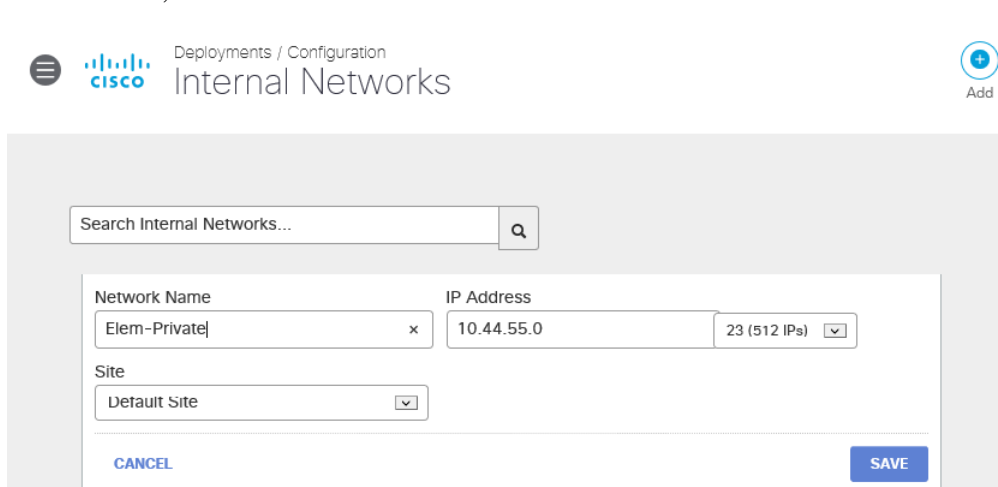 Deployments / Configuration
cisco
Internal Networks
Add
Search Internal Networks...
Network Name
IP Address
Elem-Private
×
10.44.55.0
23 (512 IPs)
Site
Default Site
CANCEL
SAVE